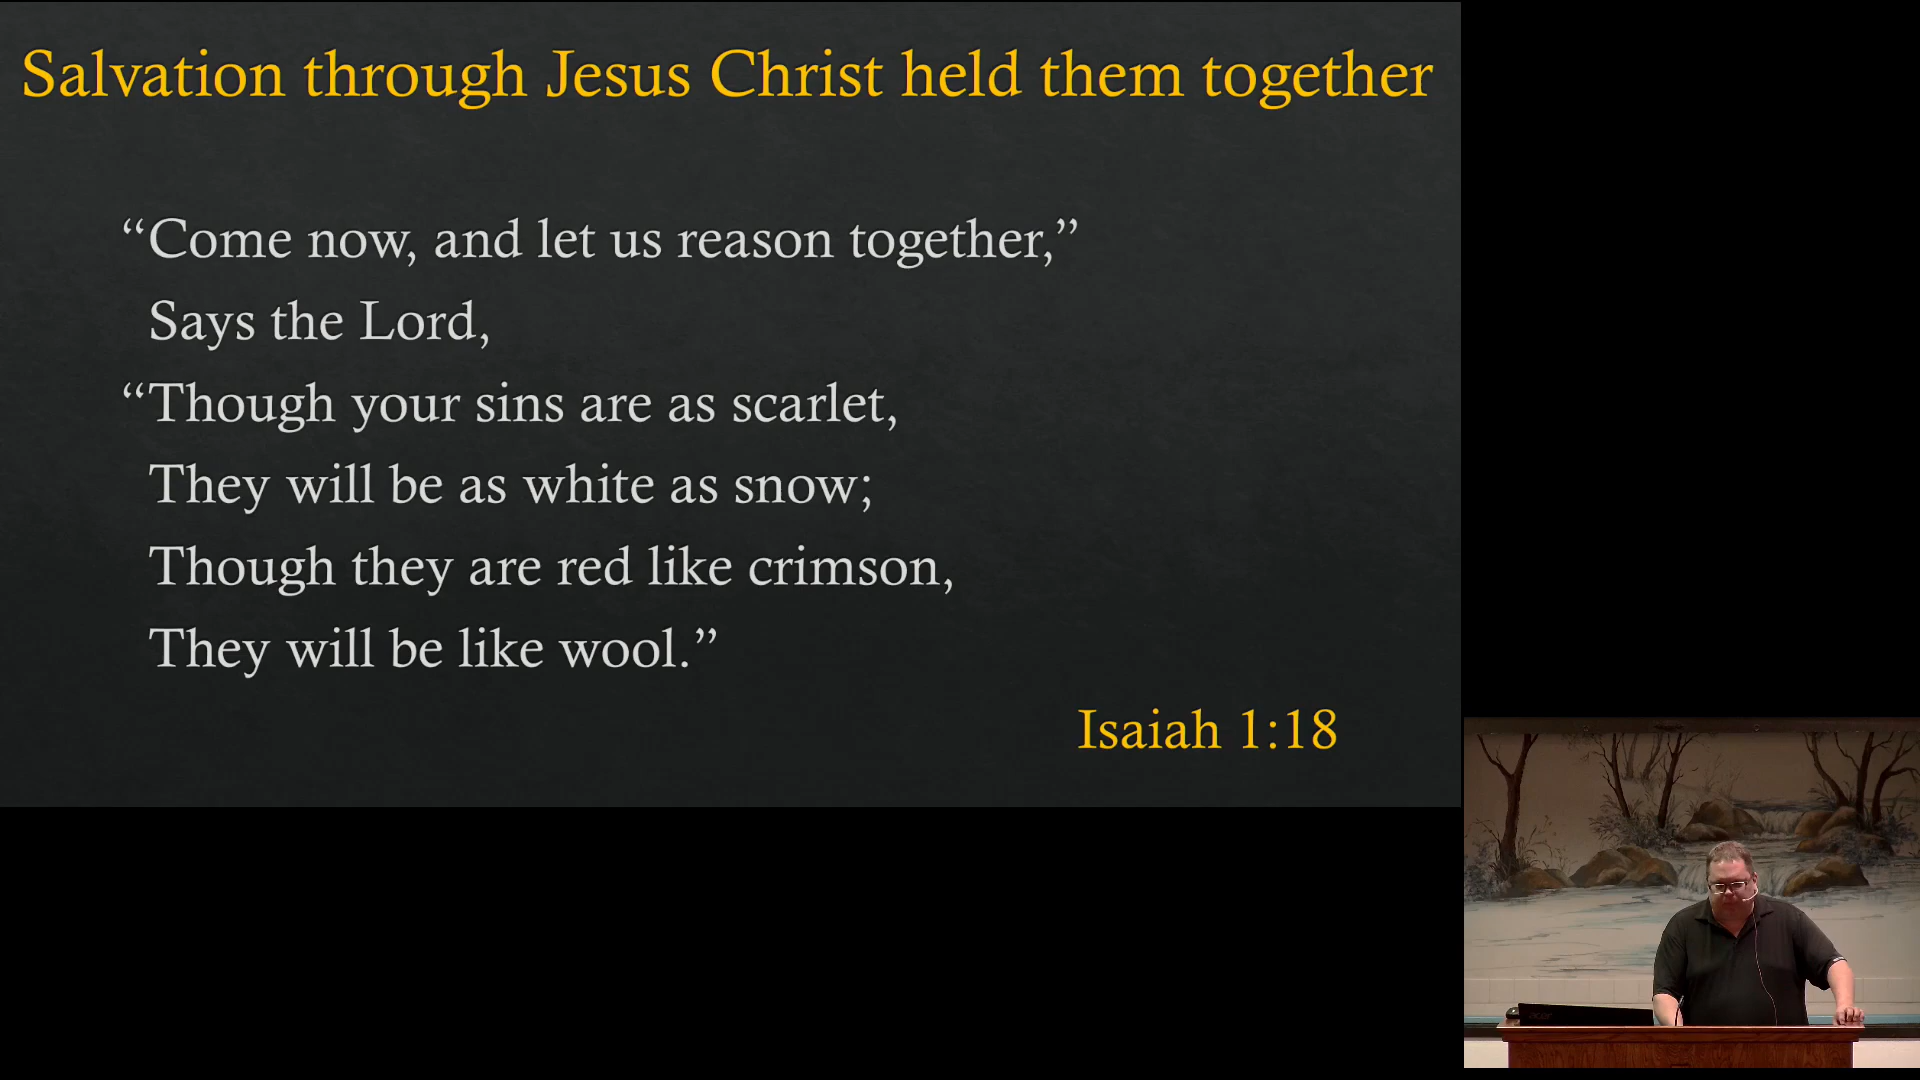 Salvation through Jesus Christ held them together
“Come now, and let us reason together,”
Says the Lord,
“Though your sins are as scarlet,
They will be as white as snow;
Though they are red like crimson,
They will be like wool.”
Isaiah 1:18
acer